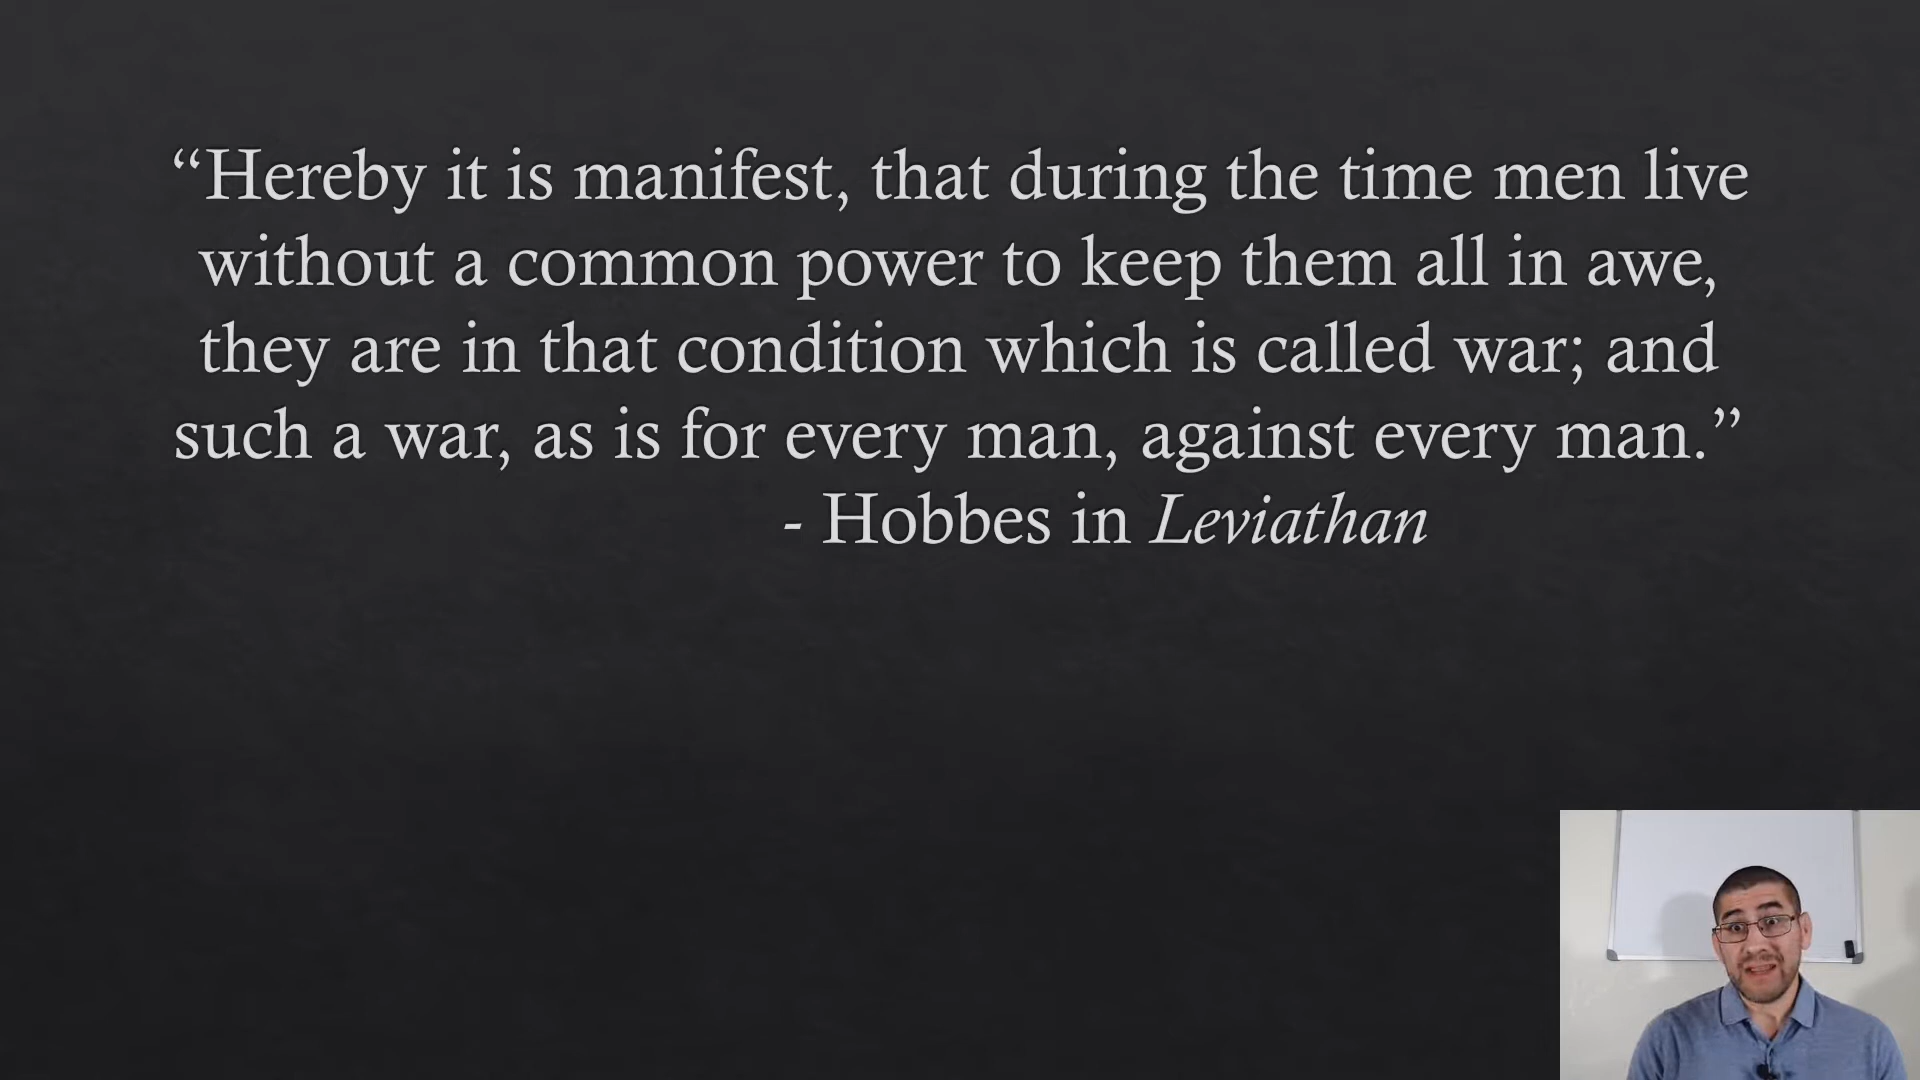 “Hereby it is manifest, that during the time men live
without a common power to keep them all in awe,
they are in that condition which is called war; and
such a war, as is for every man, against every man.”
- Hobbes in Leviathan